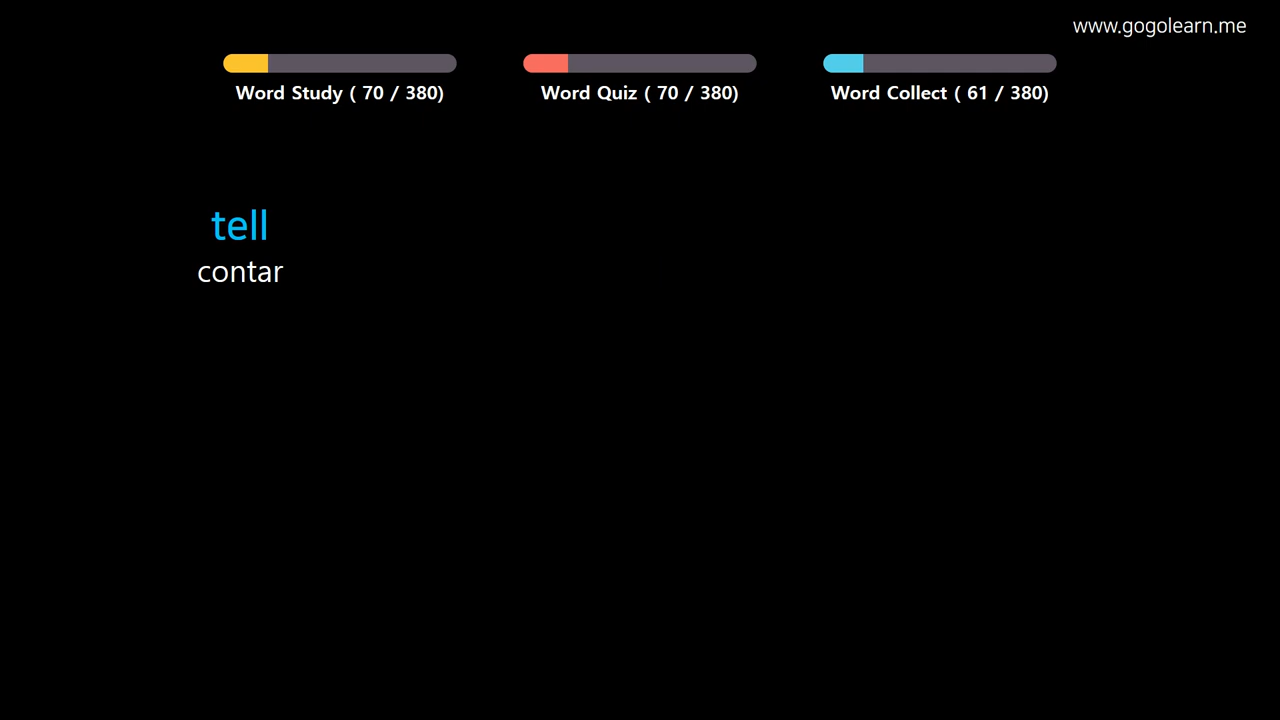 www.gogolearn.me
Word Study ( 70 / 380)
Word Quiz ( 70 / 380)
Word Collect ( 61 / 380)
tell
contar